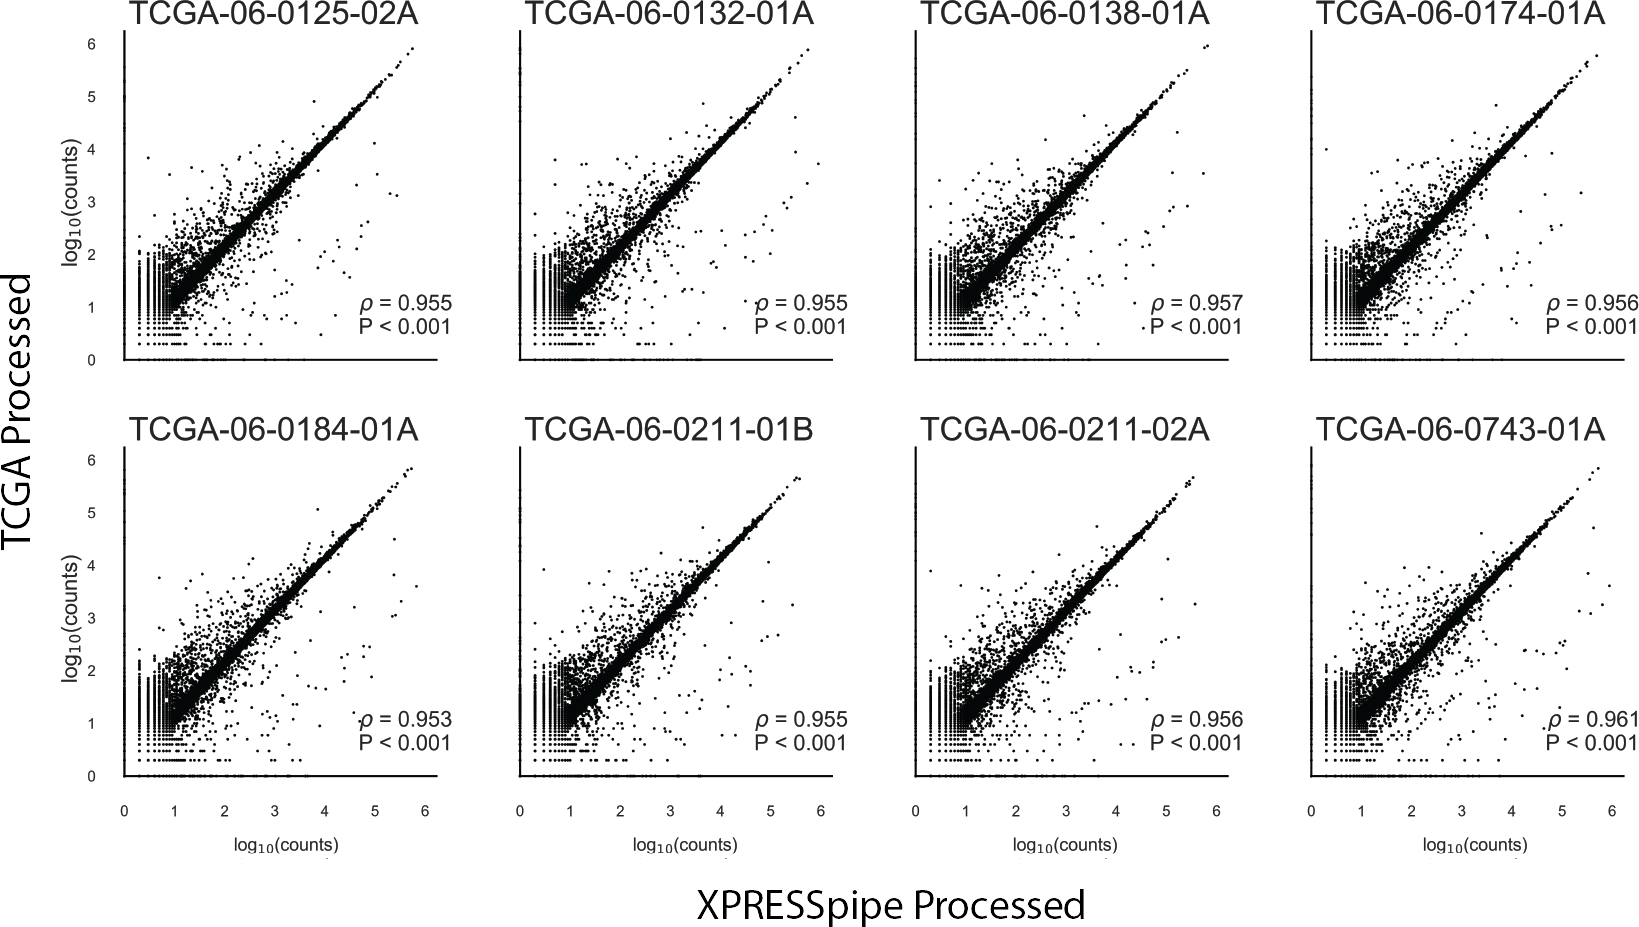 TCGA-06-0125-02A TCGA-06-0132-01A TCGA-06-0138-01A TCGA-06-0174-01A
6
5
4
3
2
1
0
log₁₀(counts)
ρ = 0.955
P < 0.001
ρ = 0.955
P < 0.001
ρ = 0.957
P < 0.001
ρ = 0.956
P < 0.001
TCGA Processed
TCGA-06-0184-01A TCGA-06-0211-01B TCGA-06-0211-02A TCGA-06-0743-01A
6
5
4
3
2
1
0
log₁₀(counts)
ρ = 0.953
P < 0.001
ρ = 0.955
P < 0.001
ρ = 0.956
P < 0.001
ρ = 0.961
P < 0.001
0 1 2 3 4 5 6 0 1 2 3 4 5 6 0 1 2 3 4 5 6 0 1 2 3 4 5 6
log₁₀(counts) log₁₀(counts) log₁₀(counts) log₁₀(counts)
XPRESSpipe Processed